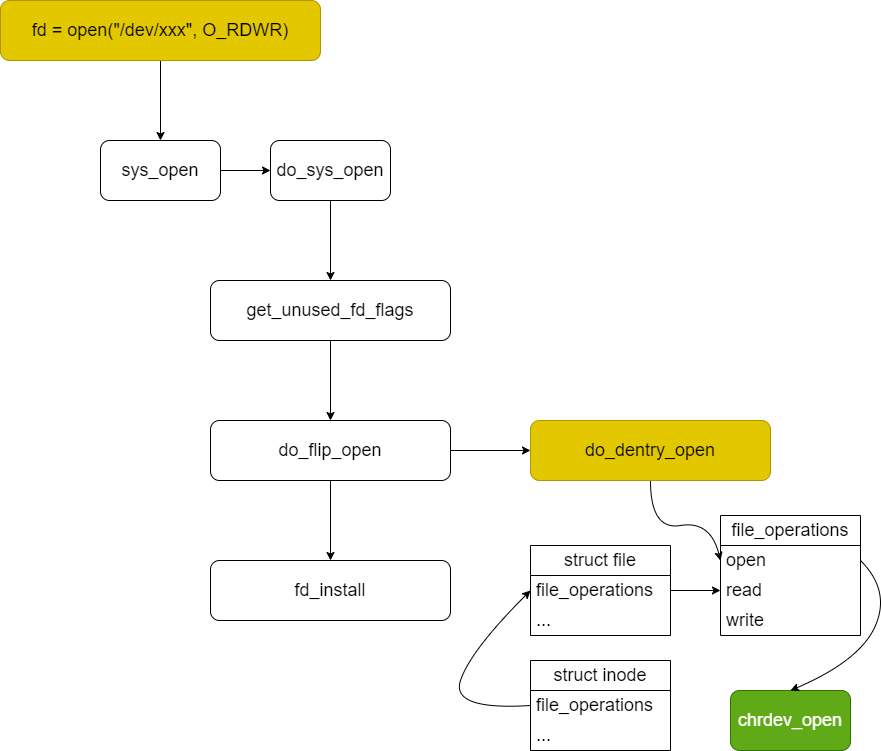 fd = open("/dev/xxx", O_RDWR)
sys_open
do_sys_open
get_unused_fd_flags
do_flip_open
do_dentry_open
fd_install
struct file
file_operations
...
struct inode
file_operations
...
file_operations
open
read
write
chrdev_open